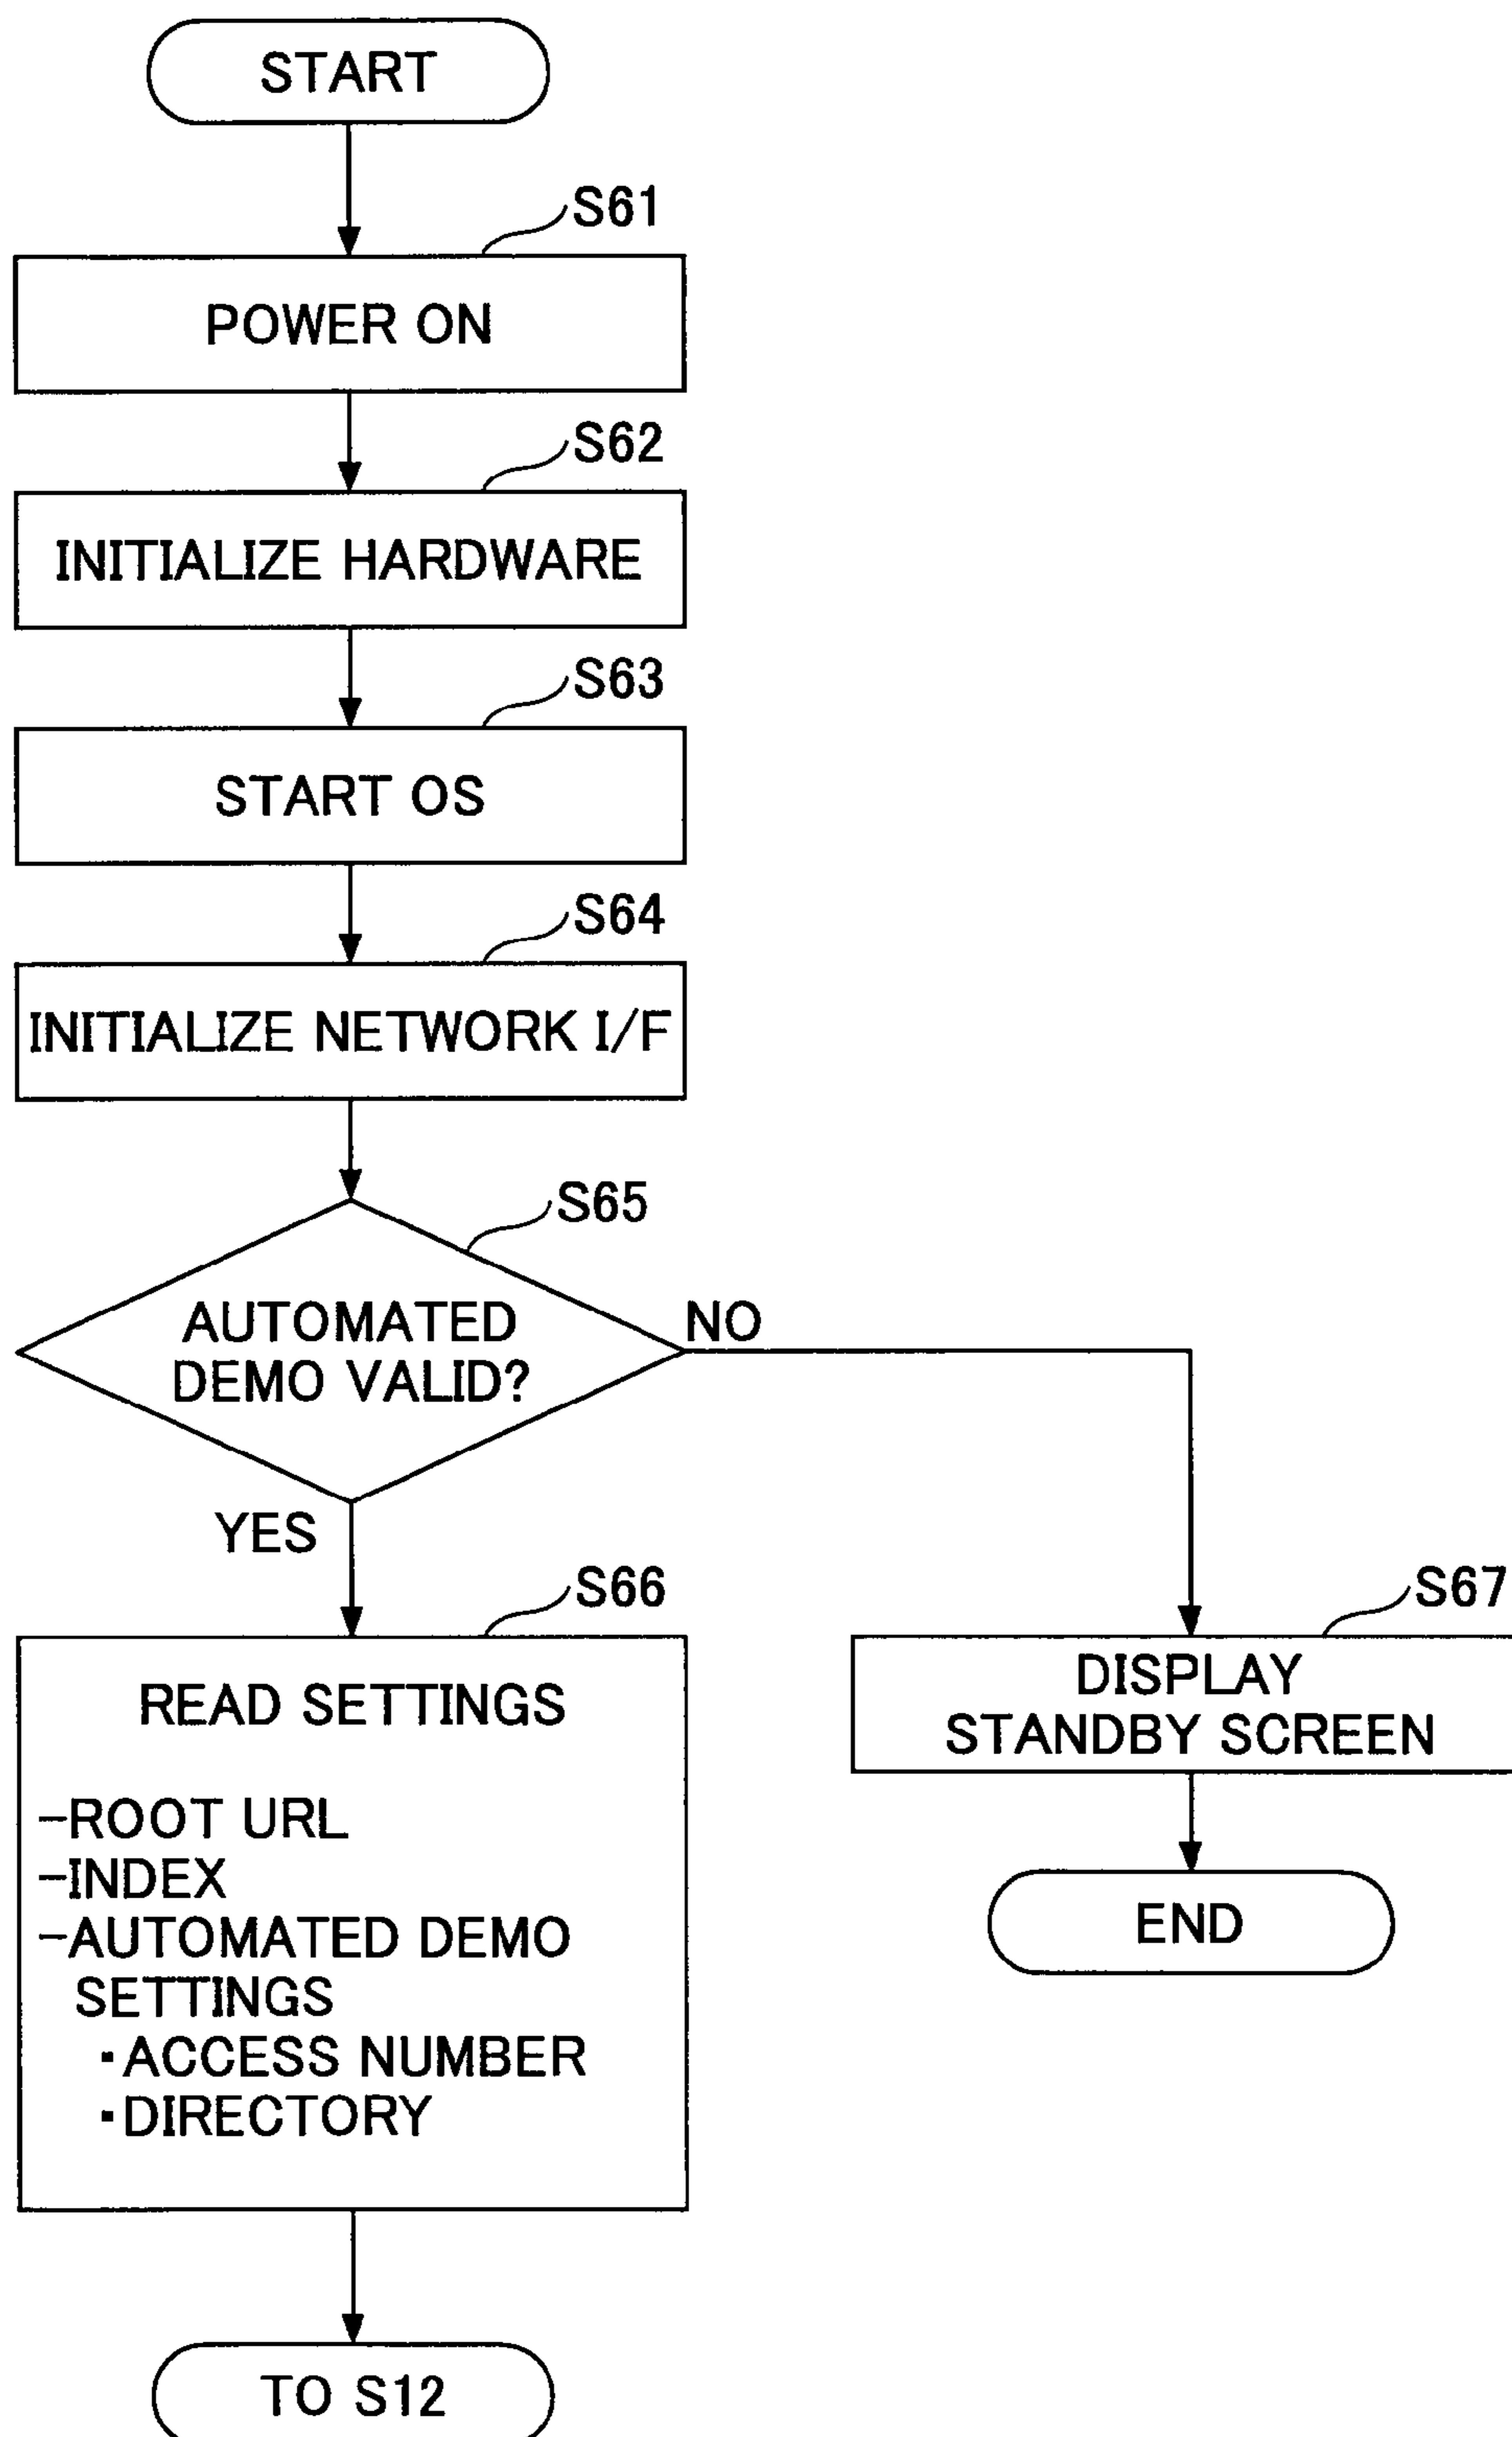 START
S61
POWER ON
S62
INITIALIZE HARDWARE
S63
START OS
S64
INITIALIZE NETWORK I/F
S65
AUTOMATED
DEMO VALID?
NO
YES
S66
READ SETTINGS
-ROOT URL
-INDEX
-AUTOMATED DEMO
SETTINGS
・ACCESS NUMBER
・DIRECTORY
TO S12
S67
DISPLAY
STANDBY SCREEN
END